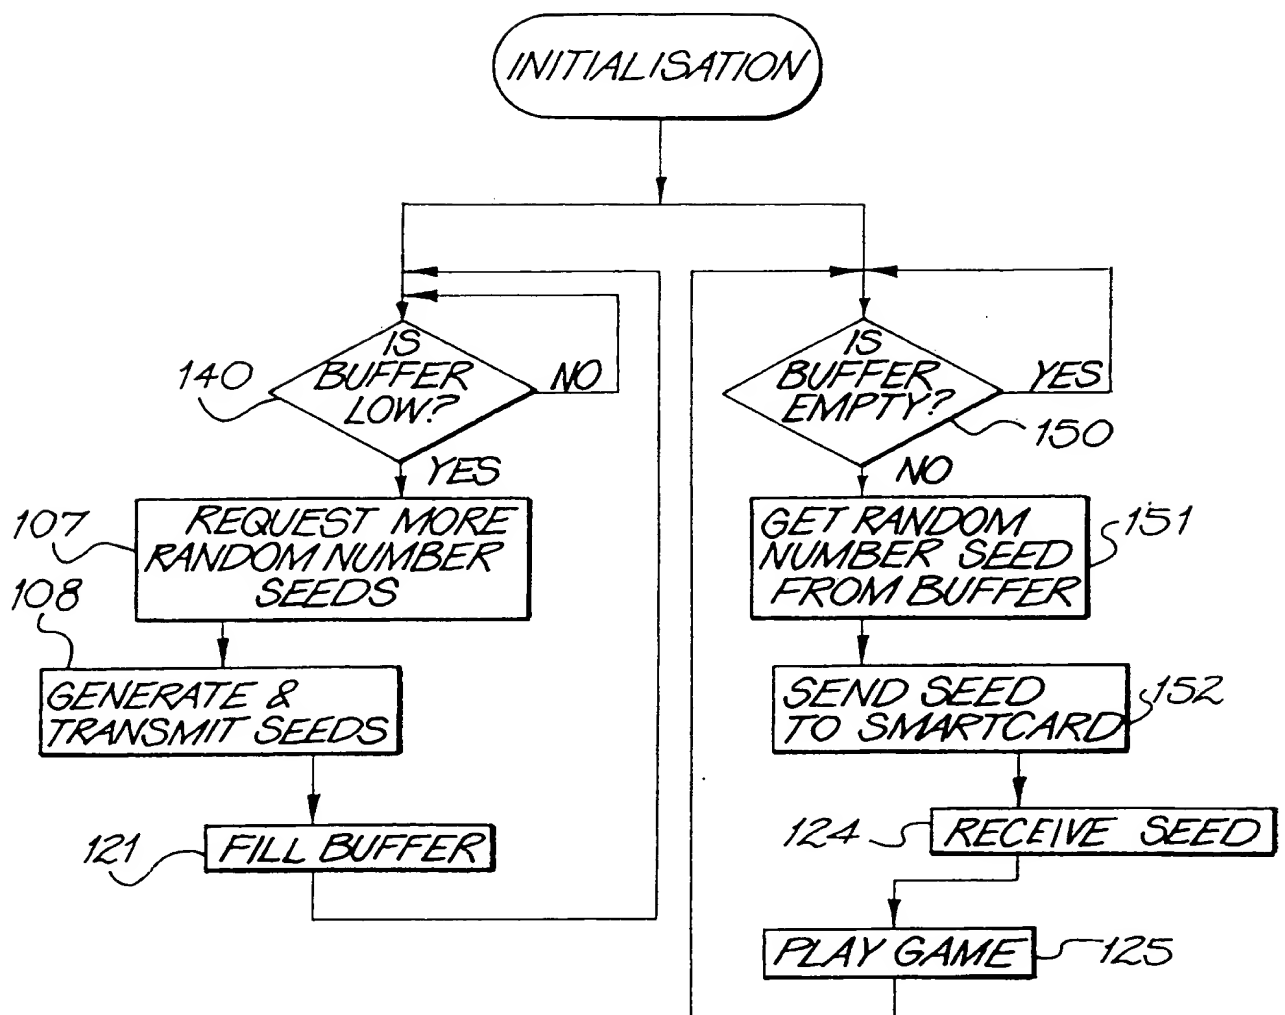 INITIALISATION
IS
BUFFER
LOW?
140
NO
YES
REQUEST MORE
RANDOM NUMBER
SEEDS
107
108
GENERATE &
TRANSMIT SEEDS
121
FILL BUFFER
IS
BUFFER
EMPTY?
YES
150
NO
GET RANDOM
NUMBER SEED
FROM BUFFER
151
SEND SEED
TO SMARTCARD
152
124
RECEIVE SEED
PLAY GAME
125